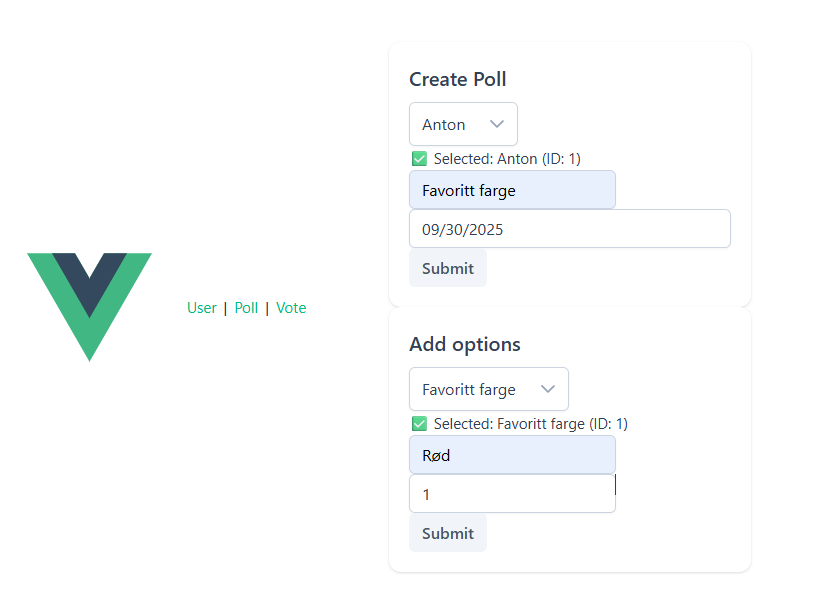 User | Poll | Vote
Create Poll
Anton
✅ Selected: Anton (ID: 1)
Favoritt farge
09/30/2025
Submit
Add options
Favoritt farge
✅ Selected: Favoritt farge (ID: 1)
Rød
1
Submit